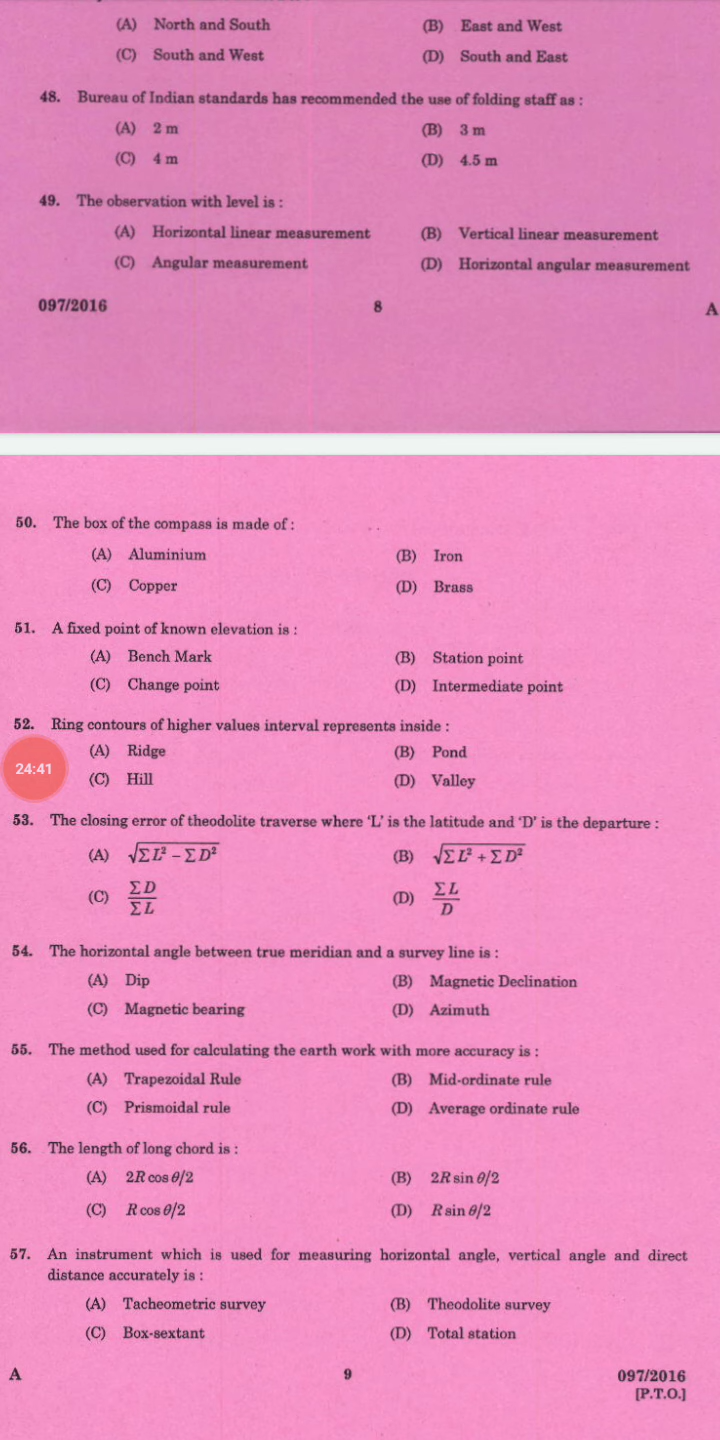 (A) North and South (B) East and West
(C) South and West (D) South and East
48. Bureau of Indian standards has recommended the use of folding staff as :
(A) 2 m (B) 3 m
(C) 4 m (D) 4.5 m
49. The observation with level is :
(A) Horizontal linear measurement (B) Vertical linear measurement
(C) Angular measurement (D) Horizontal angular measurement
097/2016 8 A
50. The box of the compass is made of :
(A) Aluminium (B) Iron
(C) Copper (D) Brass
51. A fixed point of known elevation is :
(A) Bench Mark (B) Station point
(C) Change point (D) Intermediate point
52. Ring contours of higher values interval represents inside :
(A) Ridge (B) Pond
24:41
(C) Hill (D) Valley
53. The closing error of theodolite traverse where ‘L’ is the latitude and ‘D’ is the departure :
(A) √(Σ L² − Σ D²) (B) √(Σ L² + Σ D²)
(C) Σ D / Σ L (D) Σ L / D
54. The horizontal angle between true meridian and a survey line is :
(A) Dip (B) Magnetic Declination
(C) Magnetic bearing (D) Azimuth
55. The method used for calculating the earth work with more accuracy is :
(A) Trapezoidal Rule (B) Mid-ordinate rule
(C) Prismoidal rule (D) Average ordinate rule
56. The length of long chord is :
(A) 2R cos θ/2 (B) 2R sin θ/2
(C) R cos θ/2 (D) R sin θ/2
57. An instrument which is used for measuring horizontal angle, vertical angle and direct
distance accurately is :
(A) Tacheometric survey (B) Theodolite survey
(C) Box-sextant (D) Total station
A 9 097/2016
[P.T.O.]